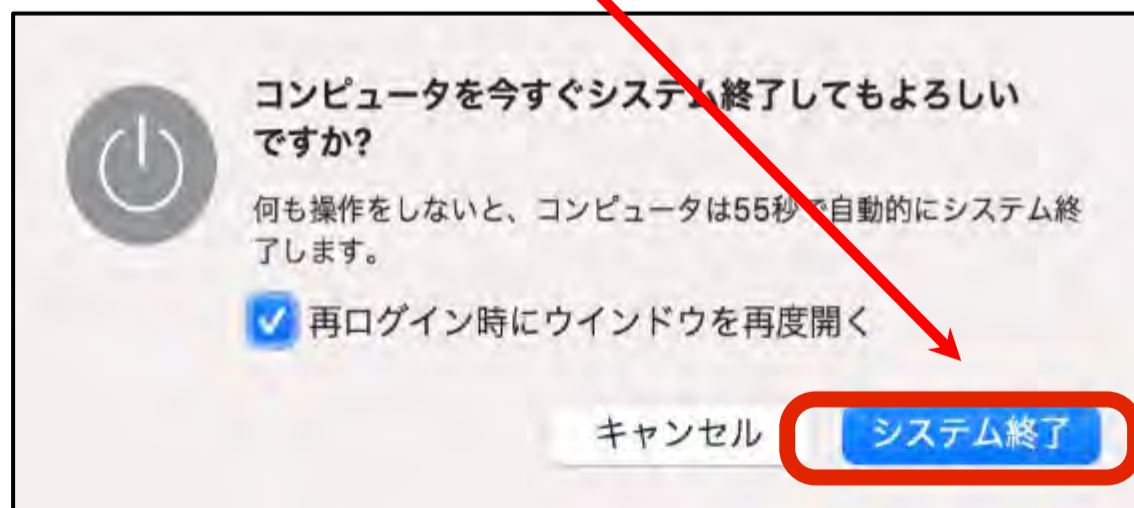 コンピュータを今すぐシステム終了してもよろしい
ですか?
何も操作をしないと、コンピュータは55秒で自動的にシステム終
了します。
再ログイン時にウインドウを再度開く
キャンセル
システム終了